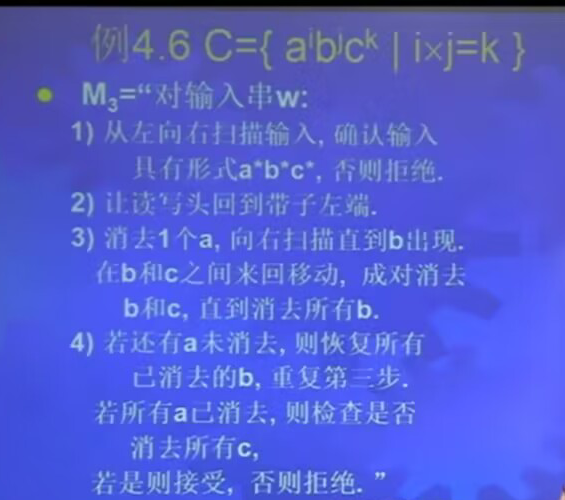 例4.6 C={ aⁱbʲcᵏ | i×j=k }
● M₃=“对输入串w:
1) 从左向右扫描输入, 确认输入
具有形式a*b*c*, 否则拒绝.
2) 让读写头回到带子左端.
3) 消去1个a, 向右扫描直到b出现.
在b和c之间来回移动, 成对消去
b和c, 直到消去所有b.
4) 若还有a未消去, 则恢复所有
已消去的b, 重复第三步.
若所有a已消去, 则检查是否
消去所有c,
若是则接受, 否则拒绝. ”